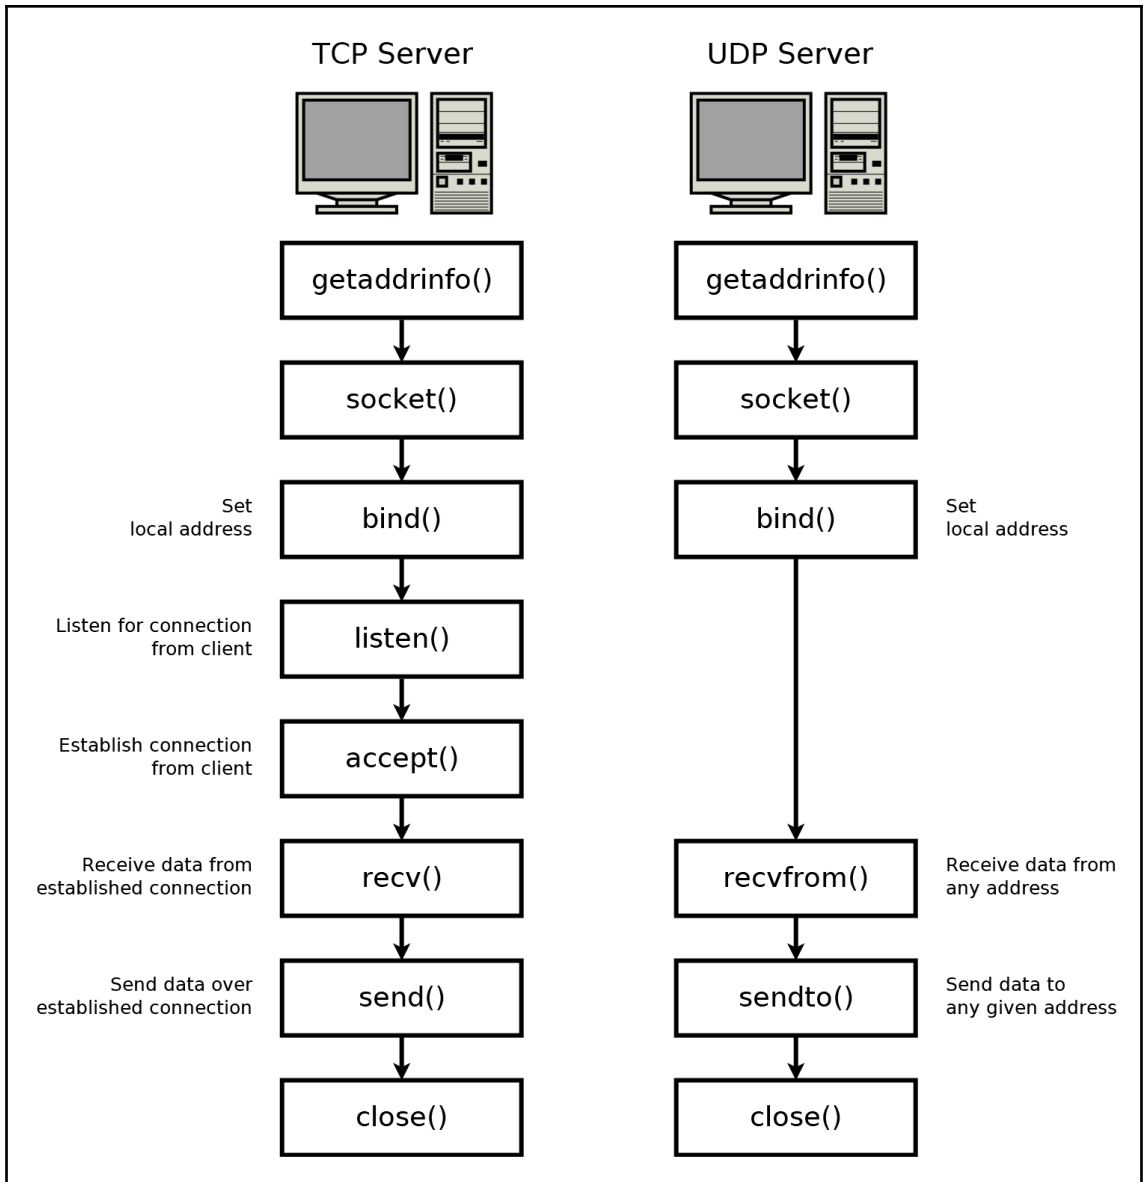 TCP Server
UDP Server
getaddrinfo()
getaddrinfo()
socket()
socket()
Set
local address
bind()
bind()
Set
local address
Listen for connection
from client
listen()
Establish connection
from client
accept()
Receive data from
established connection
recv()
recvfrom()
Receive data from
any address
Send data over
established connection
send()
sendto()
Send data to
any given address
close()
close()